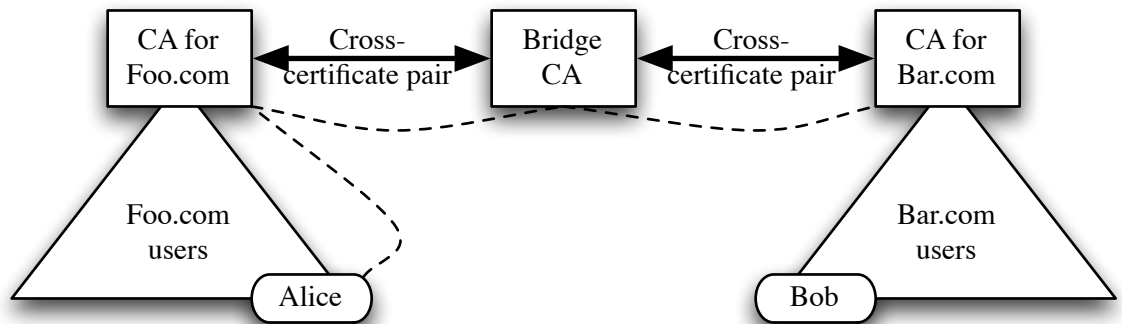 CA for
Foo.com
Cross-
certificate pair
Bridge
CA
Cross-
certificate pair
CA for
Bar.com
Foo.com
users
Bar.com
users
Alice
Bob